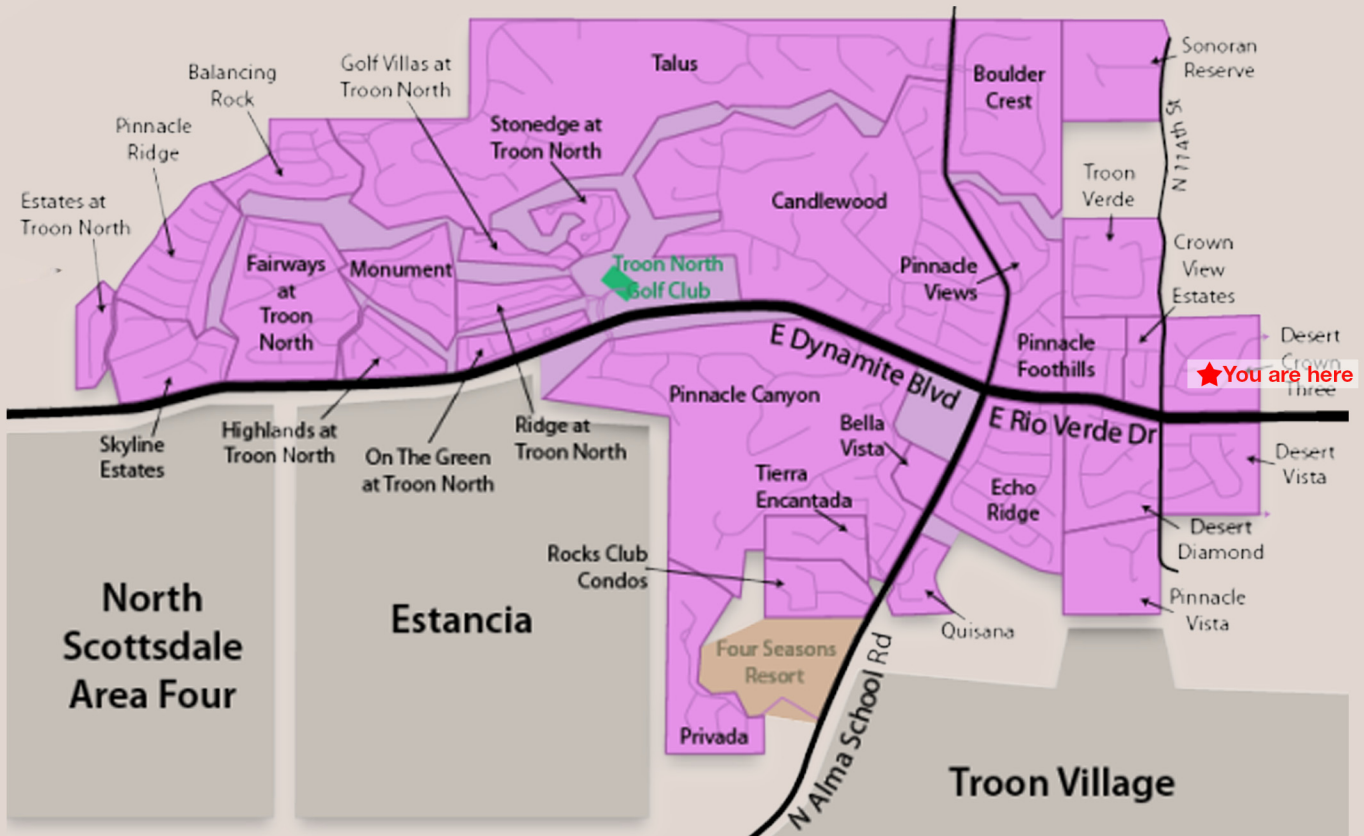 Talus
Boulder
Crest
Sonoran
Reserve
Golf Villas at
Troon North
Balancing
Rock
Pinnacle
Ridge
Stonedge at
Troon North
N 114th St
Troon
Verde
Estates at
Troon North
Candlewood
Crown
View
Estates
Fairways
at
Troon
North
Monument
Troon North
Golf Club
Pinnacle
Views
Pinnacle
Foothills
Desert
Crown
Three
You are here
E Dynamite Blvd
E Rio Verde Dr
Pinnacle Canyon
Bella
Vista
Skyline
Estates
Highlands at
Troon North
On The Green
at Troon North
Ridge at
Troon North
Tierra
Encantada
Echo
Ridge
Desert
Vista
Desert
Diamond
Rocks Club
Condos
Pinnacle
Vista
Quisana
North
Scottsdale
Area Four
Estancia
Four Seasons
Resort
Privada
N Alma School Rd
Troon Village